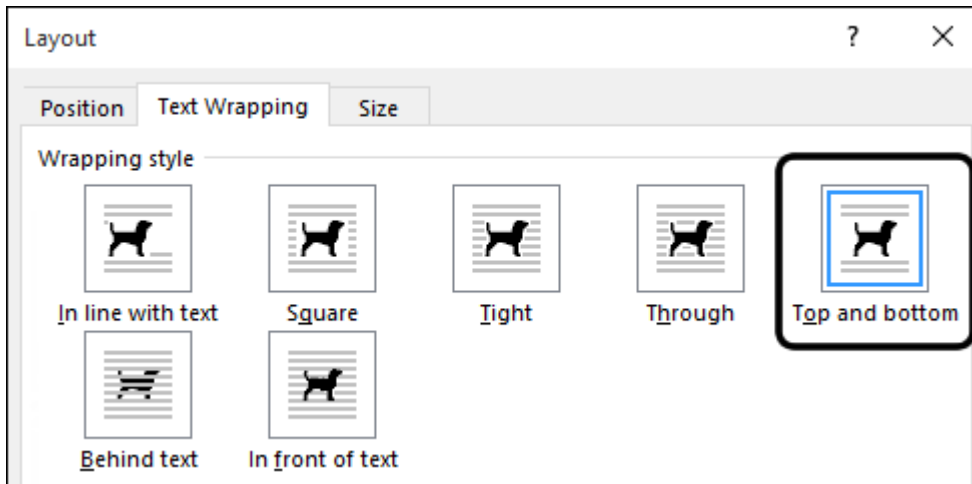 Layout ?
Position Text Wrapping Size
Wrapping style
In line with text Square Tight Through Top and bottom
Behind text In front of text